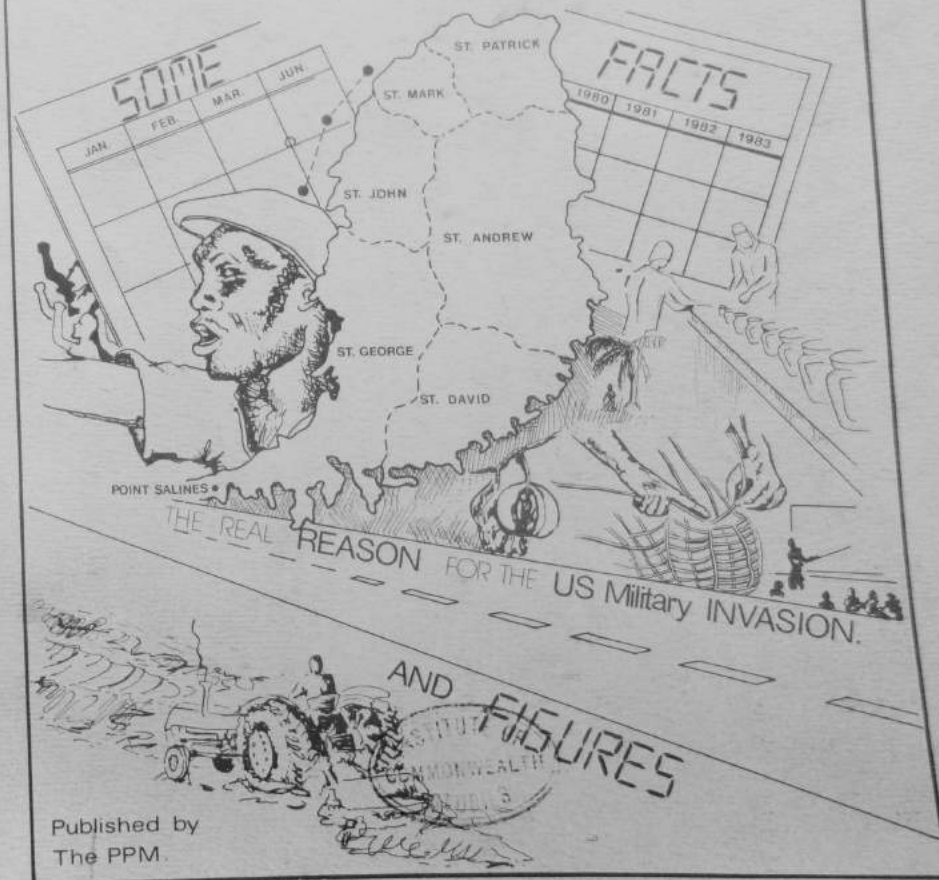 SOME
JAN. FEB. MAR. JUN.
FACTS
1980 1981 1982 1983
ST. PATRICK
ST. MARK
ST. JOHN
ST. ANDREW
ST. GEORGE
ST. DAVID
POINT SALINES
THE REAL REASON FOR THE US Military INVASION.
AND FIGURES
COMMONWEALTH
Published by
The PPM.